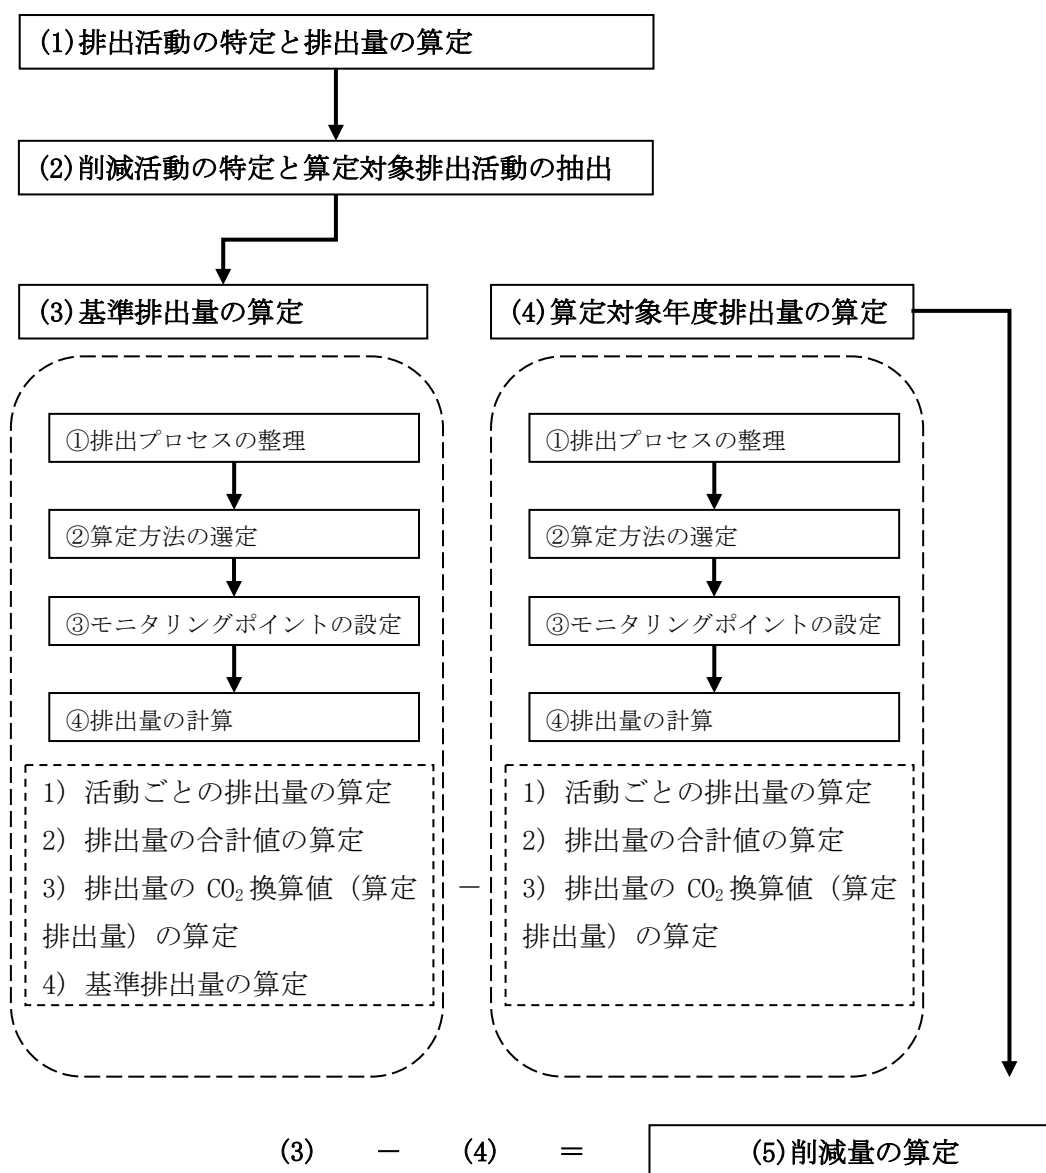 (1)排出活動の特定と排出量の算定
(2)削減活動の特定と算定対象排出活動の抽出
(3)基準排出量の算定
(4)算定対象年度排出量の算定
①排出プロセスの整理
②算定方法の選定
③モニタリングポイントの設定
④排出量の計算
1) 活動ごとの排出量の算定
2) 排出量の合計値の算定
3) 排出量の CO₂換算値（算定
排出量）の算定
4) 基準排出量の算定
－
①排出プロセスの整理
②算定方法の選定
③モニタリングポイントの設定
④排出量の計算
1) 活動ごとの排出量の算定
2) 排出量の合計値の算定
3) 排出量の CO₂換算値（算定
排出量）の算定
(3) － (4) ＝ (5)削減量の算定